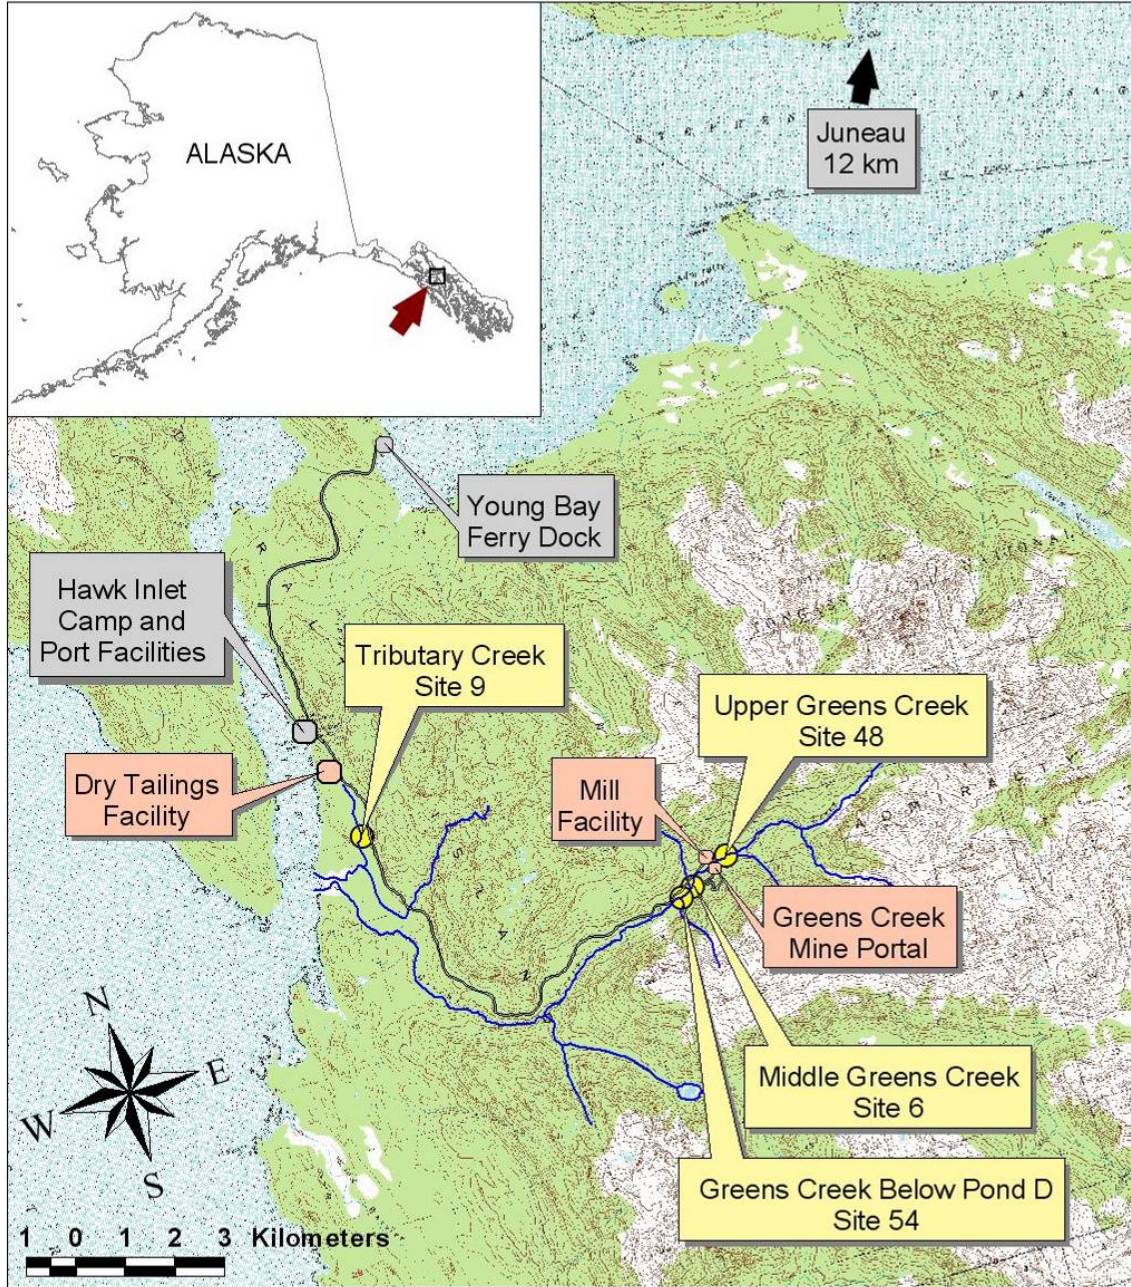 ALASKA
Juneau
12 km
Young Bay
Ferry Dock
Hawk Inlet
Camp and
Port Facilities
Tributary Creek
Site 9
Upper Greens Creek
Site 48
Dry Tailings
Facility
Mill
Facility
Greens Creek
Mine Portal
N
E
W
S
Middle Greens Creek
Site 6
Greens Creek Below Pond D
Site 54
1 0 1 2 3 Kilometers